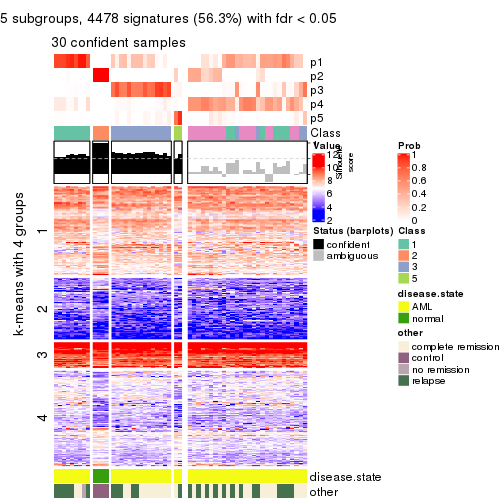 5 subgroups, 4478 signatures (56.3%) with fdr < 0.05
30 confident samples
p1
p2
p3
p4
p5
Class
Silhouette
score
k-means with 4 groups
1
2
3
4
disease.state
other
Value
12
10
8
6
4
2
Status (barplots)
confident
ambiguous
Prob
1
0.8
0.6
0.4
0.2
0
Class
1
2
3
5
disease.state
AML
normal
other
complete remission
control
no remission
relapse